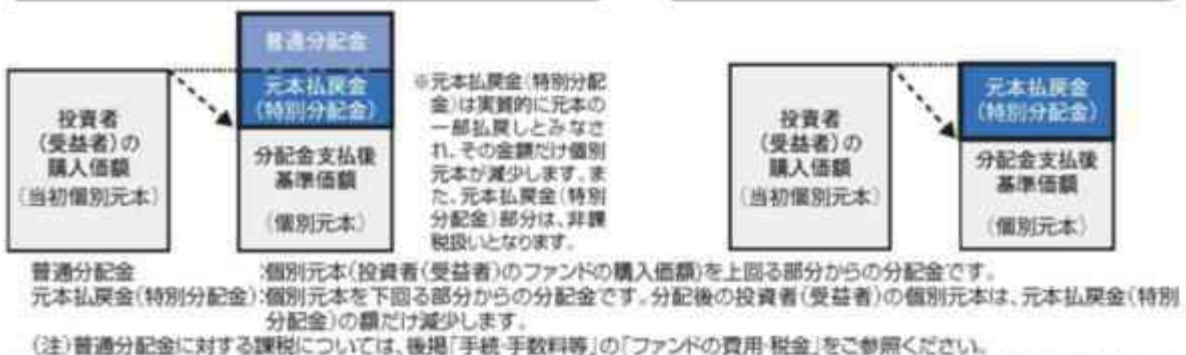 普通分配金
元本払戻金
(特別分配金)
投資者
(受益者)の
購入価額
(当初個別元本)
分配金支払後
基準価額
(個別元本)
※元本払戻金(特別分配
金)は実質的に元本の
一部払戻しとみなさ
れ、その金額だけ個別
元本が減少します。ま
た、元本払戻金(特別
分配金)部分は、非課
税扱いとなります。
投資者
(受益者)の
購入価額
(当初個別元本)
元本払戻金
(特別分配金)
分配金支払後
基準価額
(個別元本)
普通分配金 :個別元本(投資者(受益者)のファンドの購入価額)を上回る部分からの分配金です。
元本払戻金(特別分配金):個別元本を下回る部分からの分配金です。分配後の投資者(受益者)の個別元本は、元本払戻金(特別
分配金)の額だけ減少します。
(注)普通分配金に対する課税については、後掲「手続・手数料等」の「ファンドの費用・税金」をご参照ください。